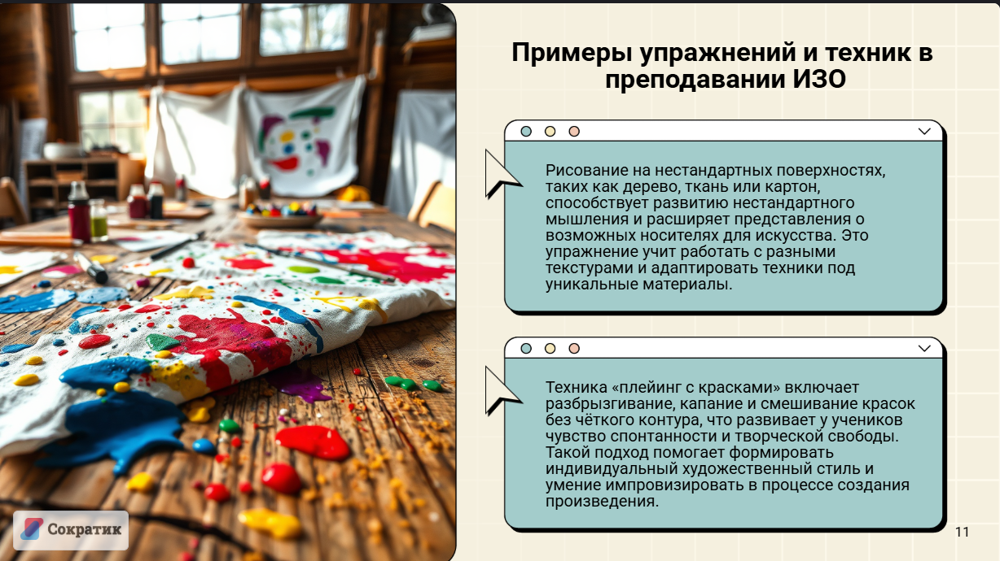 Примеры упражнений и техник в
преподавании ИЗО
Рисование на нестандартных поверхностях,
таких как дерево, ткань или картон,
способствует развитию нестандартного
мышления и расширяет представления о
возможных носителях для искусства. Это
упражнение учит работать с разными
текстурами и адаптировать техники под
уникальные материалы.
Техника «плейинг с красками» включает
разбрызгивание, капание и смешивание красок
без чёткого контура, что развивает у учеников
чувство спонтанности и творческой свободы.
Такой подход помогает формировать
индивидуальный художественный стиль и
умение импровизировать в процессе создания
произведения.
Сократик
11